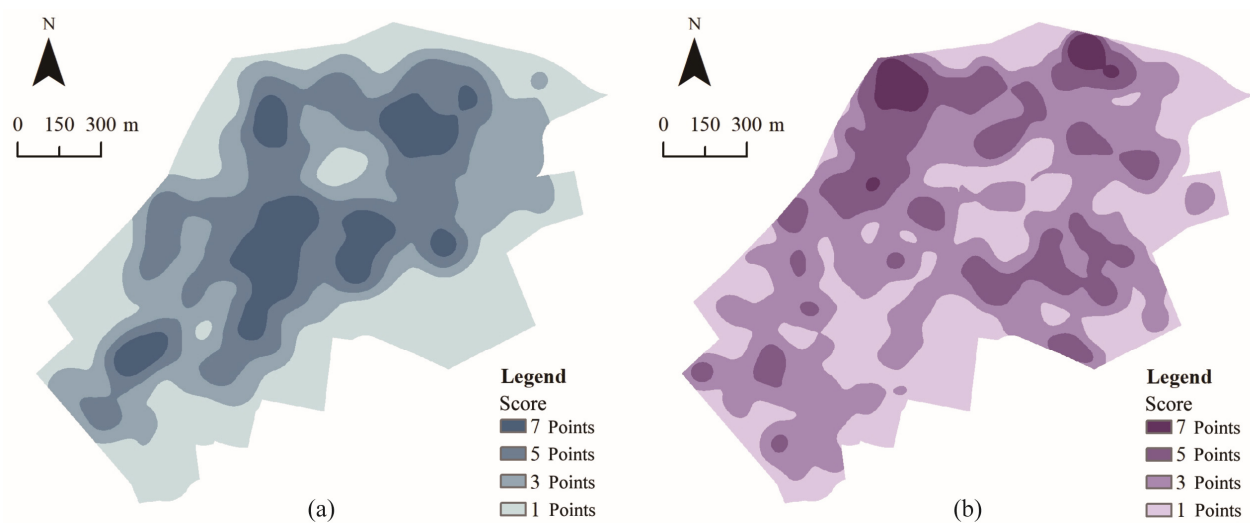 N
0 150 300 m
Legend
Score
7 Points
5 Points
3 Points
1 Points
(a)
N
0 150 300 m
Legend
Score
7 Points
5 Points
3 Points
1 Points
(b)